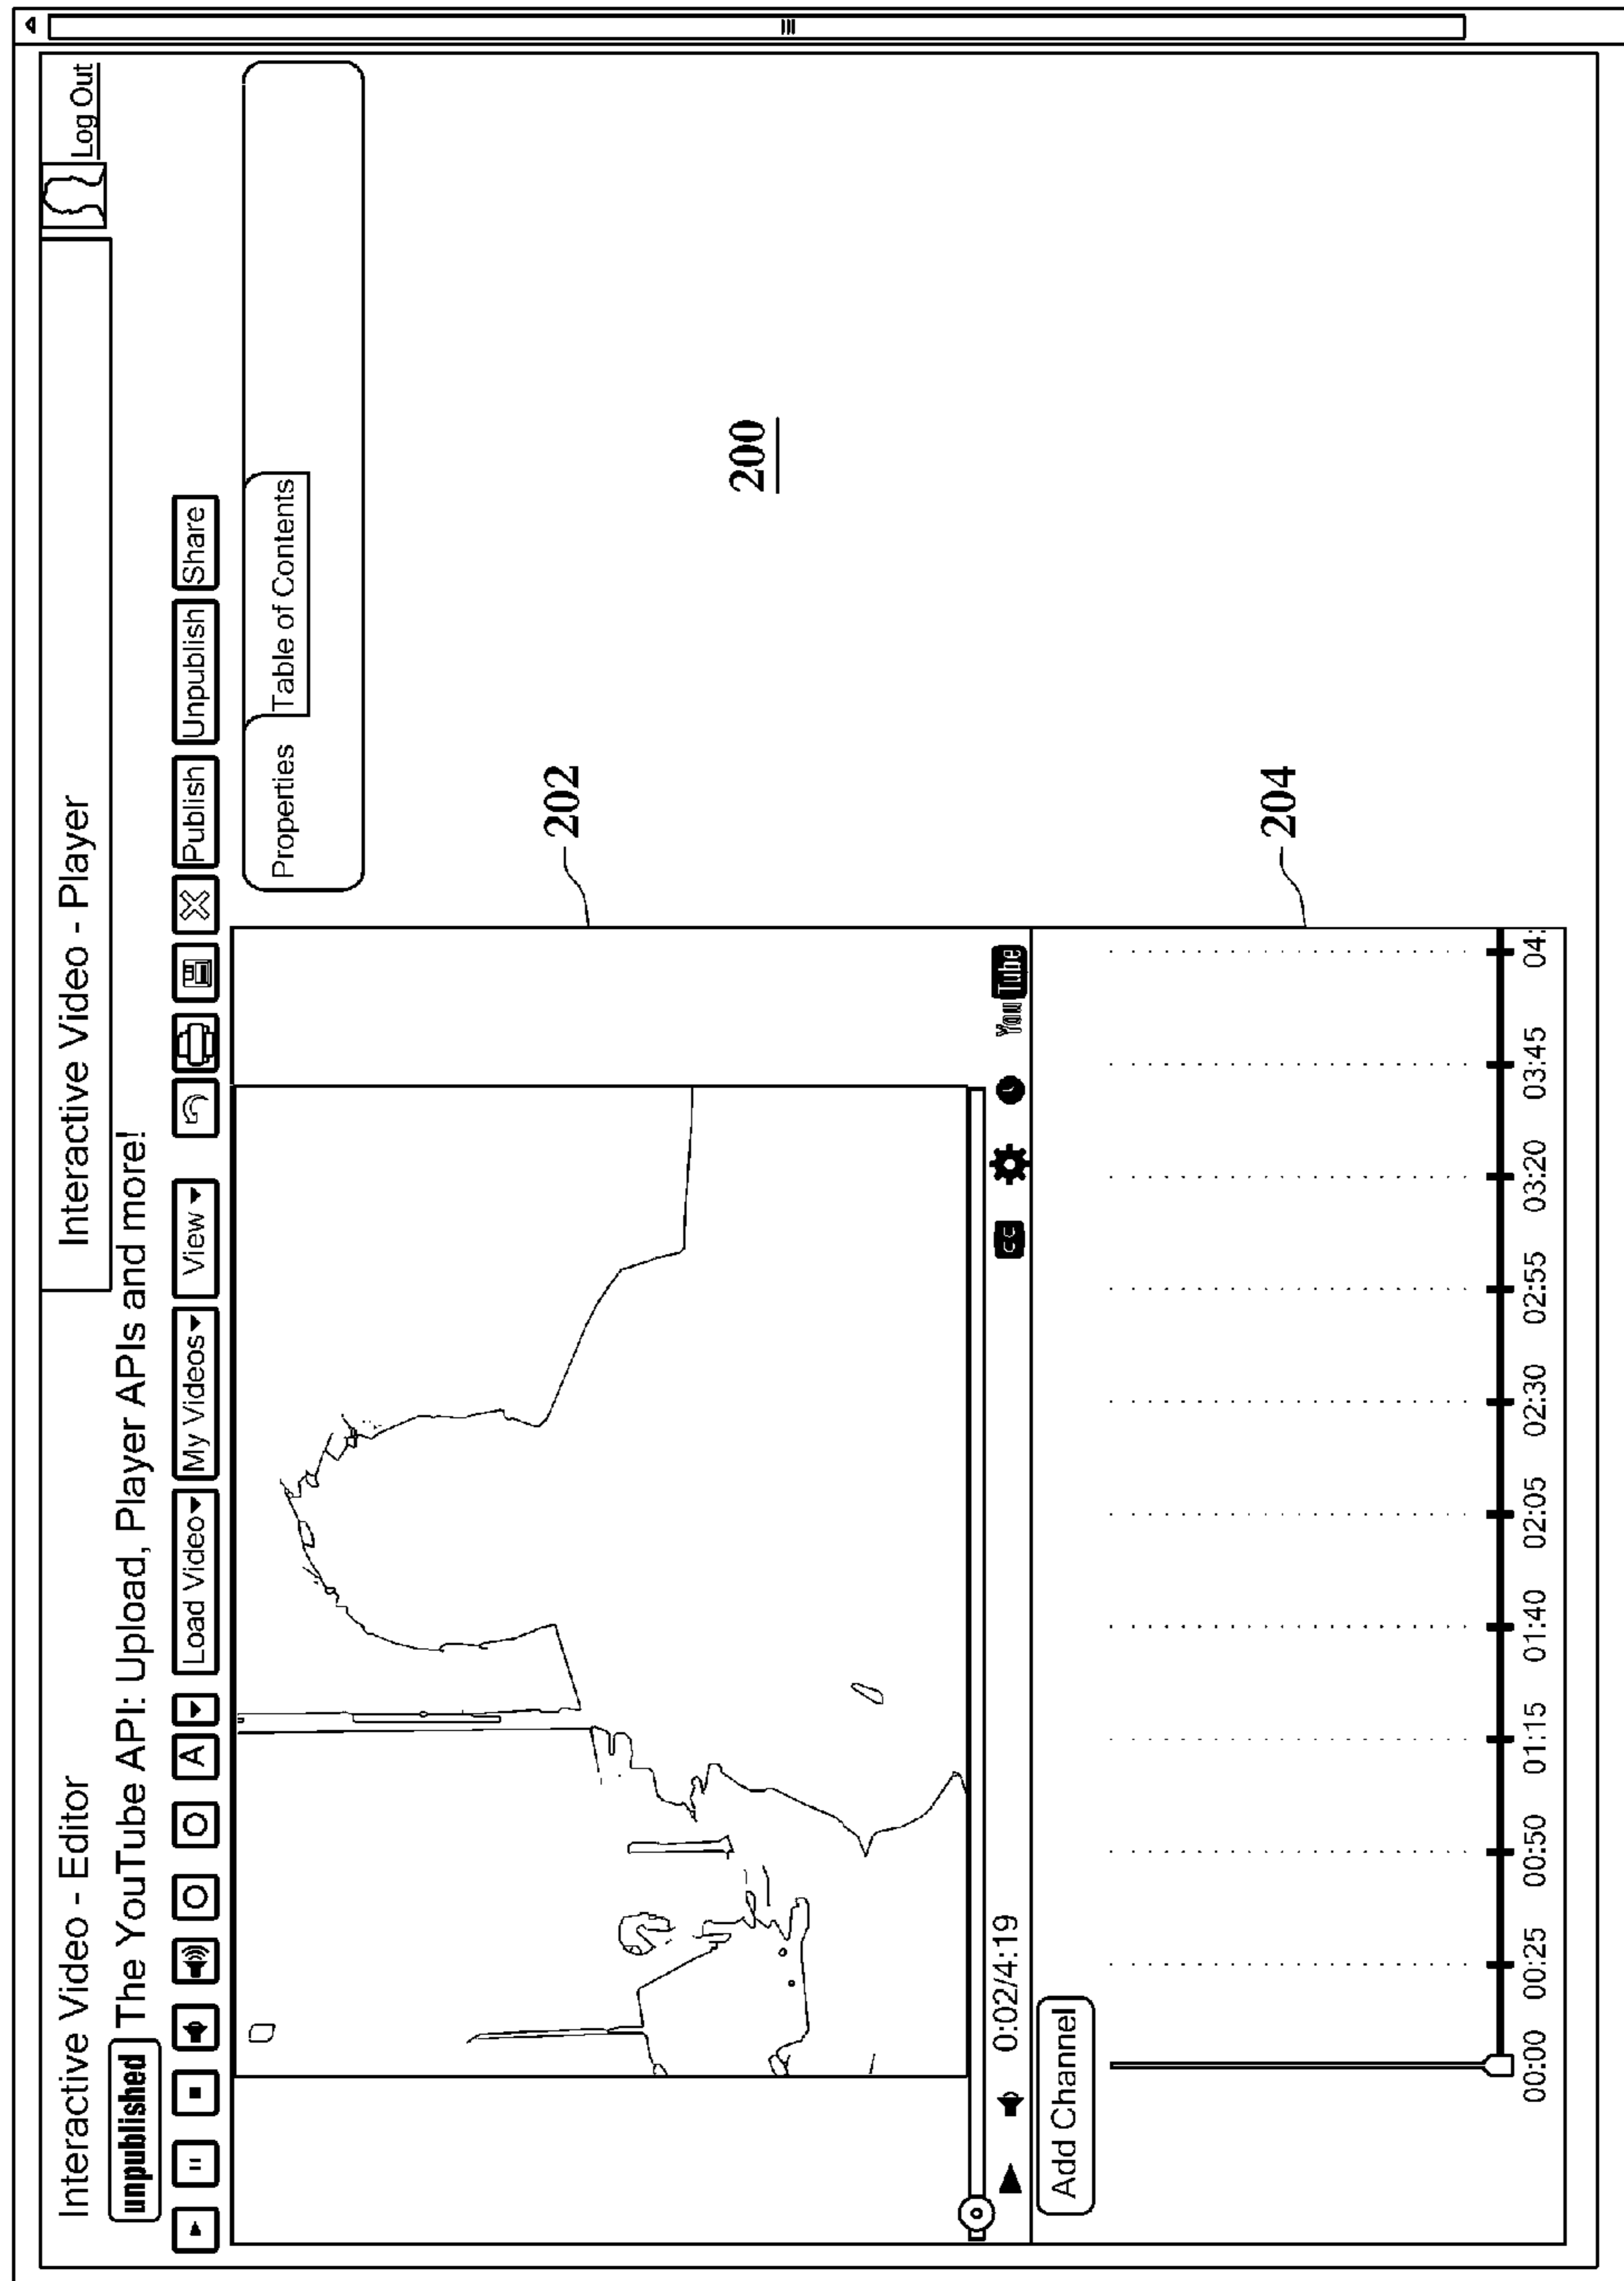 Interactive Video - Editor
Interactive Video - Player
Log Out
unpublished The YouTube API: Upload, Player APIs and more!
A
Load Video
My Videos
View
Publish
Unpublish
Share
Properties
Table of Contents
200
202
0:02/4:19
CC
YouTube
Add Channel
204
00:00 00:25 00:50 01:15 01:40 02:05 02:30 02:55 03:20 03:45 04: